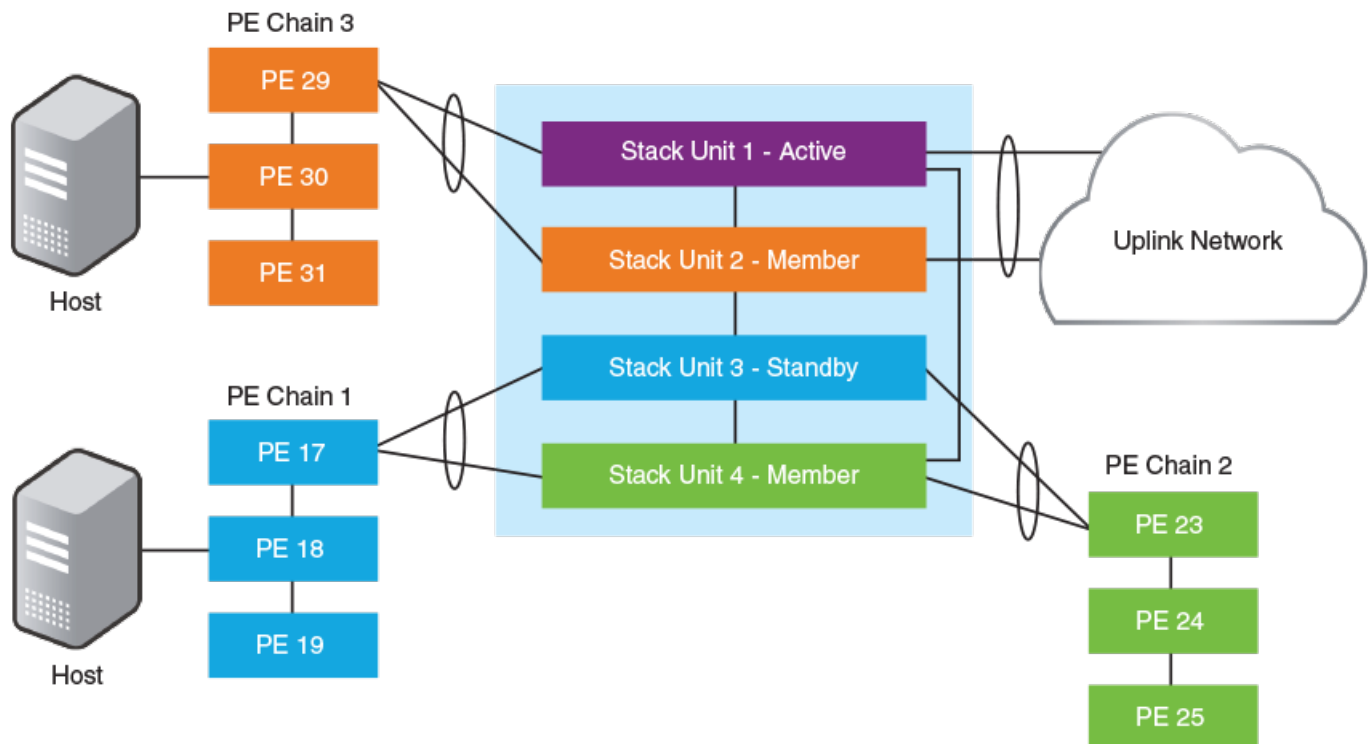 PE Chain 3
PE 29
PE 30
PE 31
Host
Stack Unit 1 - Active
Stack Unit 2 - Member
Stack Unit 3 - Standby
Stack Unit 4 - Member
Uplink Network
PE Chain 1
PE 17
PE 18
PE 19
Host
PE Chain 2
PE 23
PE 24
PE 25